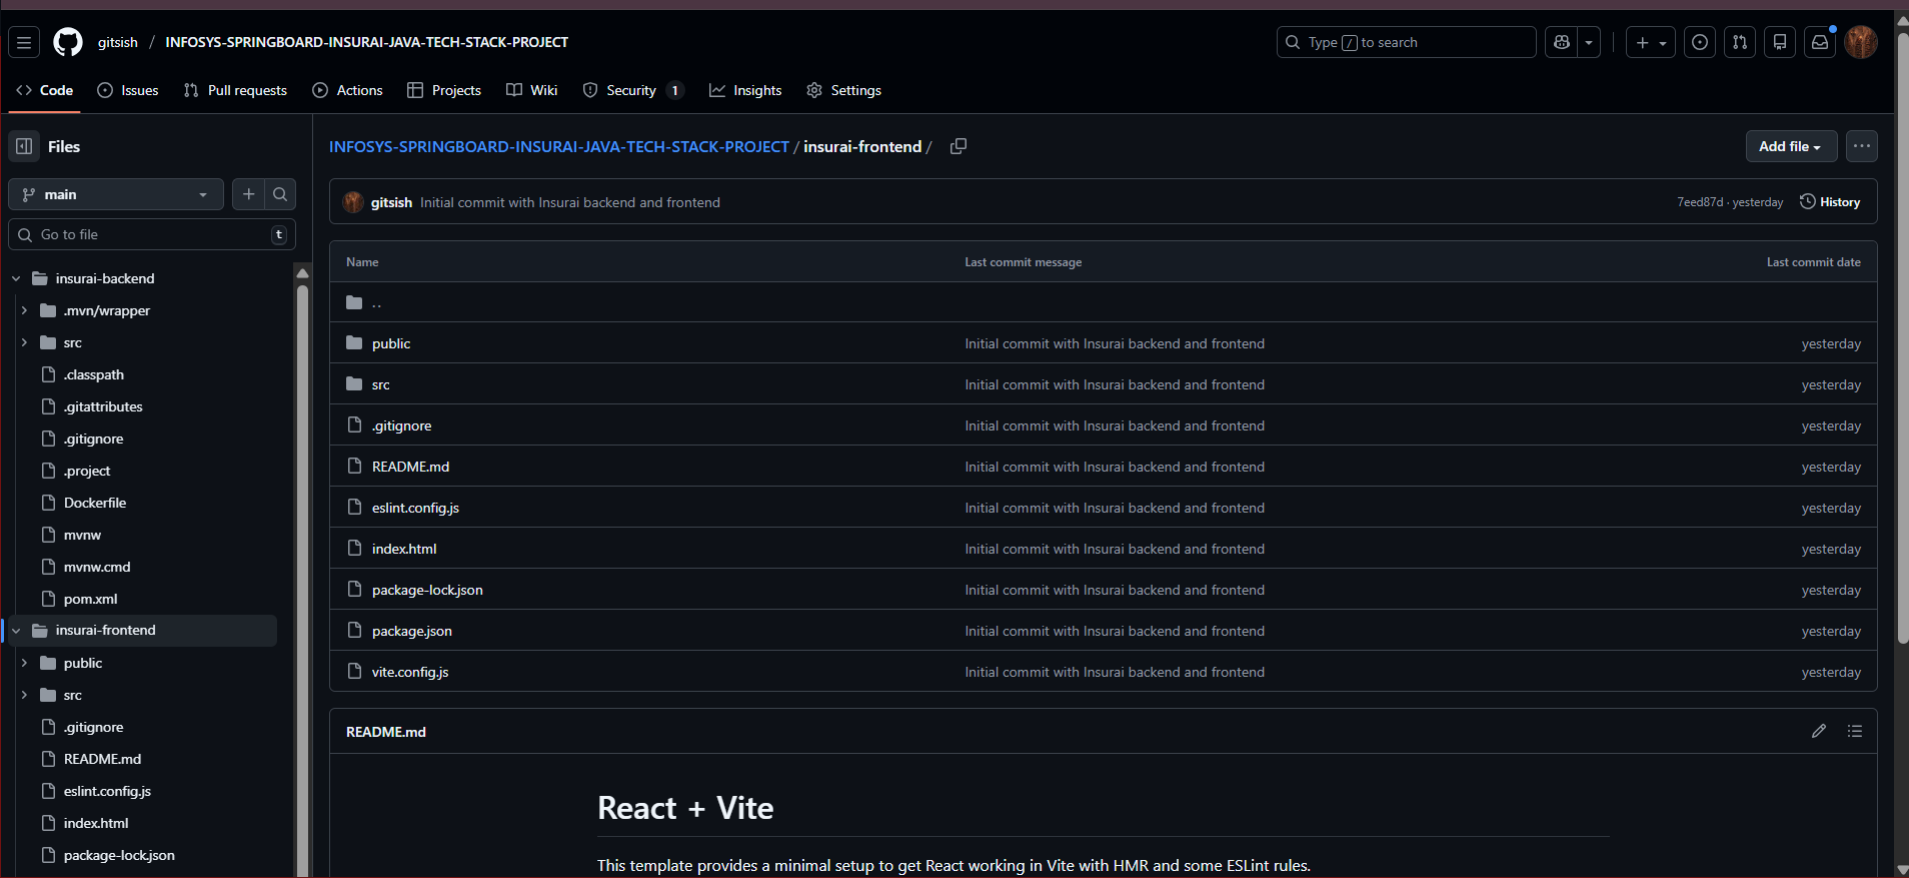 gitsish / INFOSYS-SPRINGBOARD-INSURAI-JAVA-TECH-STACK-PROJECT
Type / to search
Code Issues Pull requests Actions Projects Wiki Security 1 Insights Settings
Files
main
Go to file t
insurai-backend
.mvn/wrapper
src
.classpath
.gitattributes
.gitignore
.project
Dockerfile
mvnw
mvnw.cmd
pom.xml
insurai-frontend
public
src
.gitignore
README.md
eslint.config.js
index.html
package-lock.json
INFOSYS-SPRINGBOARD-INSURAI-JAVA-TECH-STACK-PROJECT / insurai-frontend /
Add file
gitsish Initial commit with Insurai backend and frontend 7eed87d · yesterday History
Name Last commit message Last commit date
..
public Initial commit with Insurai backend and frontend yesterday
src Initial commit with Insurai backend and frontend yesterday
.gitignore Initial commit with Insurai backend and frontend yesterday
README.md Initial commit with Insurai backend and frontend yesterday
eslint.config.js Initial commit with Insurai backend and frontend yesterday
index.html Initial commit with Insurai backend and frontend yesterday
package-lock.json Initial commit with Insurai backend and frontend yesterday
package.json Initial commit with Insurai backend and frontend yesterday
vite.config.js Initial commit with Insurai backend and frontend yesterday
README.md
React + Vite
This template provides a minimal setup to get React working in Vite with HMR and some ESLint rules.